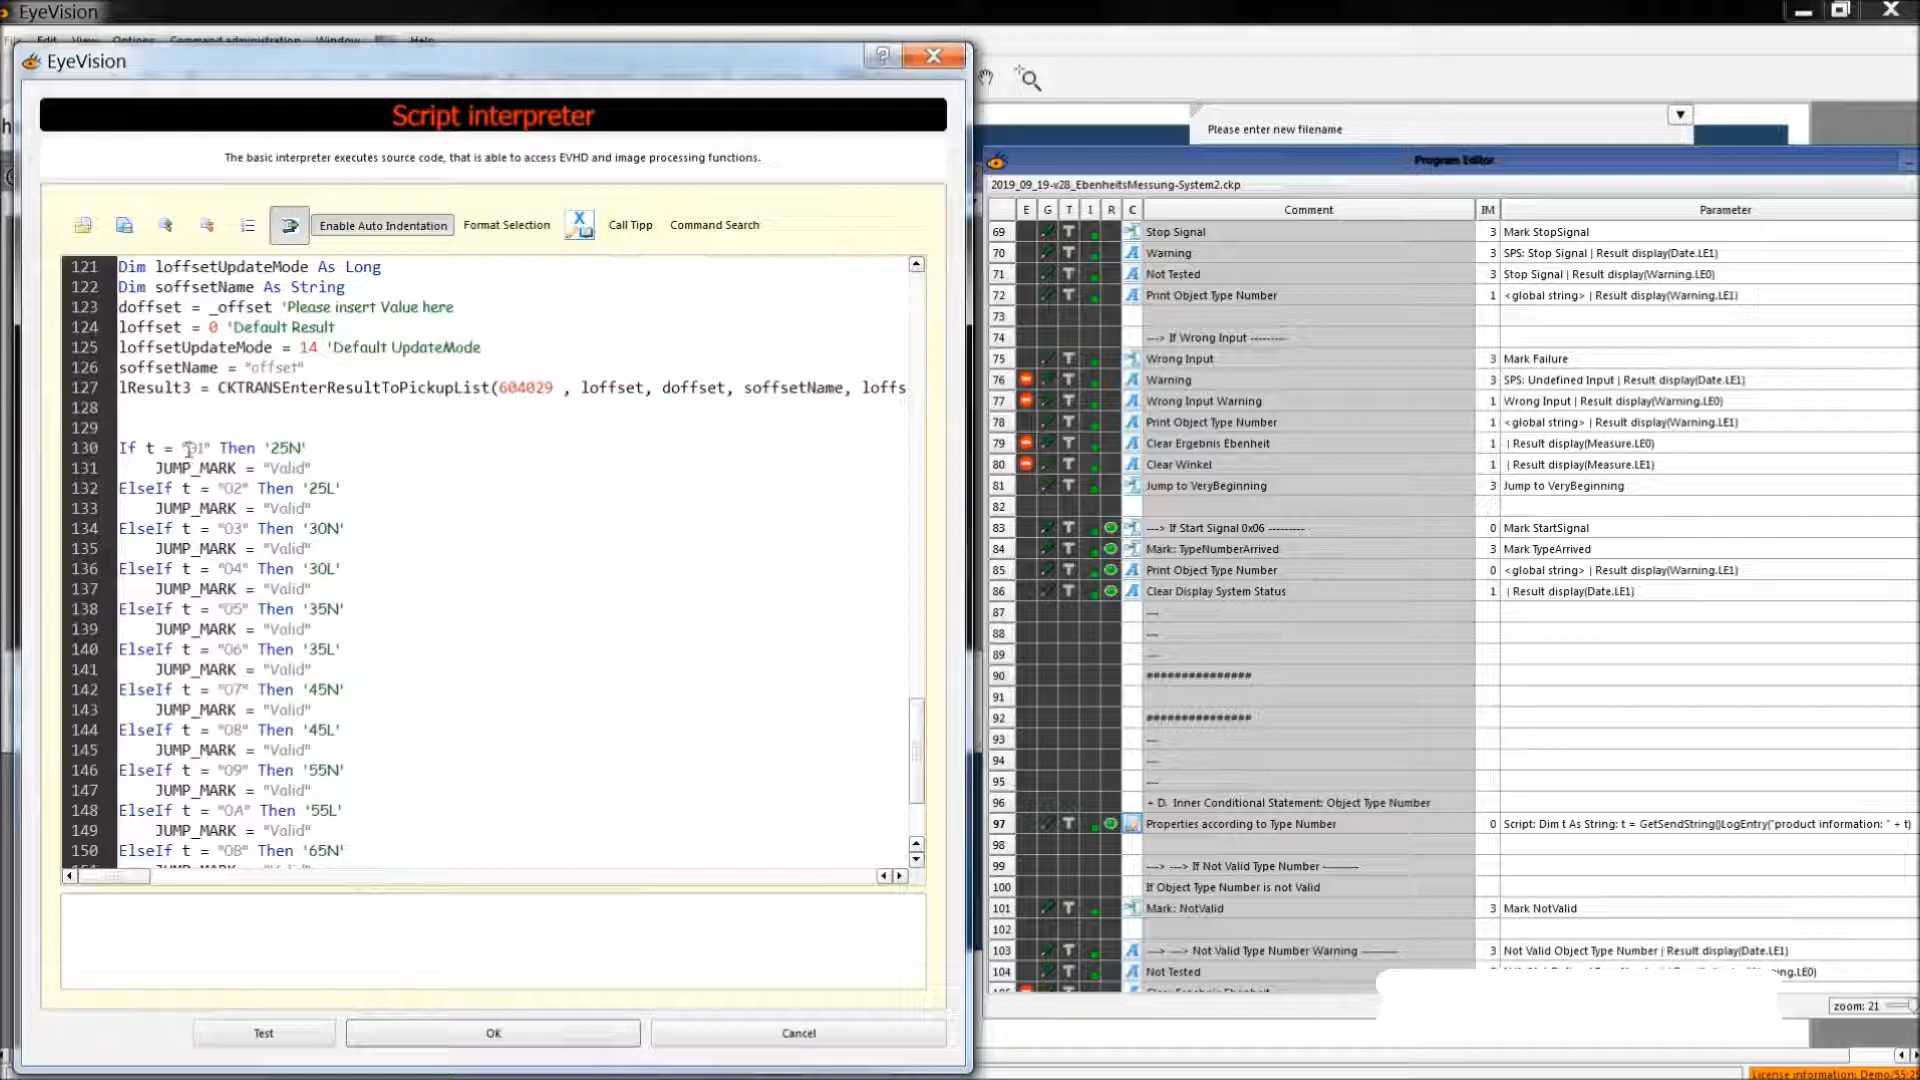 EyeVision
File Edit View Options Command administration Window Help
EyeVision
Script interpreter
The basic interpreter executes source code, that is able to access EVHD and image processing functions.
Enable Auto Indentation Format Selection Call Tipp Command Search
121 Dim loffsetUpdateMode As Long
122 Dim soffsetName As String
123 doffset = _offset 'Please insert Value here
124 loffset = 0 'Default Result
125 loffsetUpdateMode = 14 'Default UpdateMode
126 soffsetName = "offset"
127 lResult3 = CKTRANSEnterResultToPickupList(604029 , loffset, doffset, soffsetName, loffs
128
129
130 If t = "01" Then '25N'
131 JUMP_MARK = "Valid"
132 ElseIf t = "02" Then '25L'
133 JUMP_MARK = "Valid"
134 ElseIf t = "03" Then '30N'
135 JUMP_MARK = "Valid"
136 ElseIf t = "04" Then '30L'
137 JUMP_MARK = "Valid"
138 ElseIf t = "05" Then '35N'
139 JUMP_MARK = "Valid"
140 ElseIf t = "06" Then '35L'
141 JUMP_MARK = "Valid"
142 ElseIf t = "07" Then '45N'
143 JUMP_MARK = "Valid"
144 ElseIf t = "08" Then '45L'
145 JUMP_MARK = "Valid"
146 ElseIf t = "09" Then '55N'
147 JUMP_MARK = "Valid"
148 ElseIf t = "0A" Then '55L'
149 JUMP_MARK = "Valid"
150 ElseIf t = "0B" Then '65N'
Test OK Cancel
Please enter new filename
Program Editor
2019_09_19-v28_EbenheitsMessung-System2.ckp
E G T I R C Comment IM Parameter
69 T Stop Signal 3 Mark StopSignal
70 T A Warning 3 SPS: Stop Signal | Result display(Date.LE1)
71 T A Not Tested 3 Stop Signal | Result display(Warning.LE0)
72 T A Print Object Type Number 1 <global string> | Result display(Warning.LE1)
73
74 ---> If Wrong Input ---------
75 T Wrong Input 3 Mark Failure
76 T A Warning 3 SPS: Undefined Input | Result display(Date.LE1)
77 T A Wrong Input Warning 1 Wrong Input | Result display(Warning.LE0)
78 T A Print Object Type Number 1 <global string> | Result display(Warning.LE1)
79 T A Clear Ergebnis Ebenheit 1 | Result display(Measure.LE0)
80 T A Clear Winkel 1 | Result display(Measure.LE1)
81 T Jump to VeryBeginning 3 Jump to VeryBeginning
82
83 T ---> If Start Signal 0x06 --------- 0 Mark StartSignal
84 T Mark: TypeNumberArrived 3 Mark TypeArrived
85 T A Print Object Type Number 0 <global string> | Result display(Warning.LE1)
86 T A Clear Display System Status 1 | Result display(Date.LE1)
87 ---
88 ---
89 ---
90 ###############
91
92 ###############
93 ---
94 ---
95 ---
96 + D. Inner Conditional Statement: Object Type Number
97 T Properties according to Type Number 0 Script: Dim t As String: t = GetSendString()LogEntry("product information: " + t)
98
99 ---> ---> If Not Valid Type Number ---------
100 If Object Type Number is not Valid
101 T Mark: NotValid 3 Mark NotValid
102
103 T A ---> ---> Not Valid Type Number Warning --------- 3 Not Valid Object Type Number | Result display(Date.LE1)
104 T A Not Tested
zoom: 21
License information: Demo/55:2